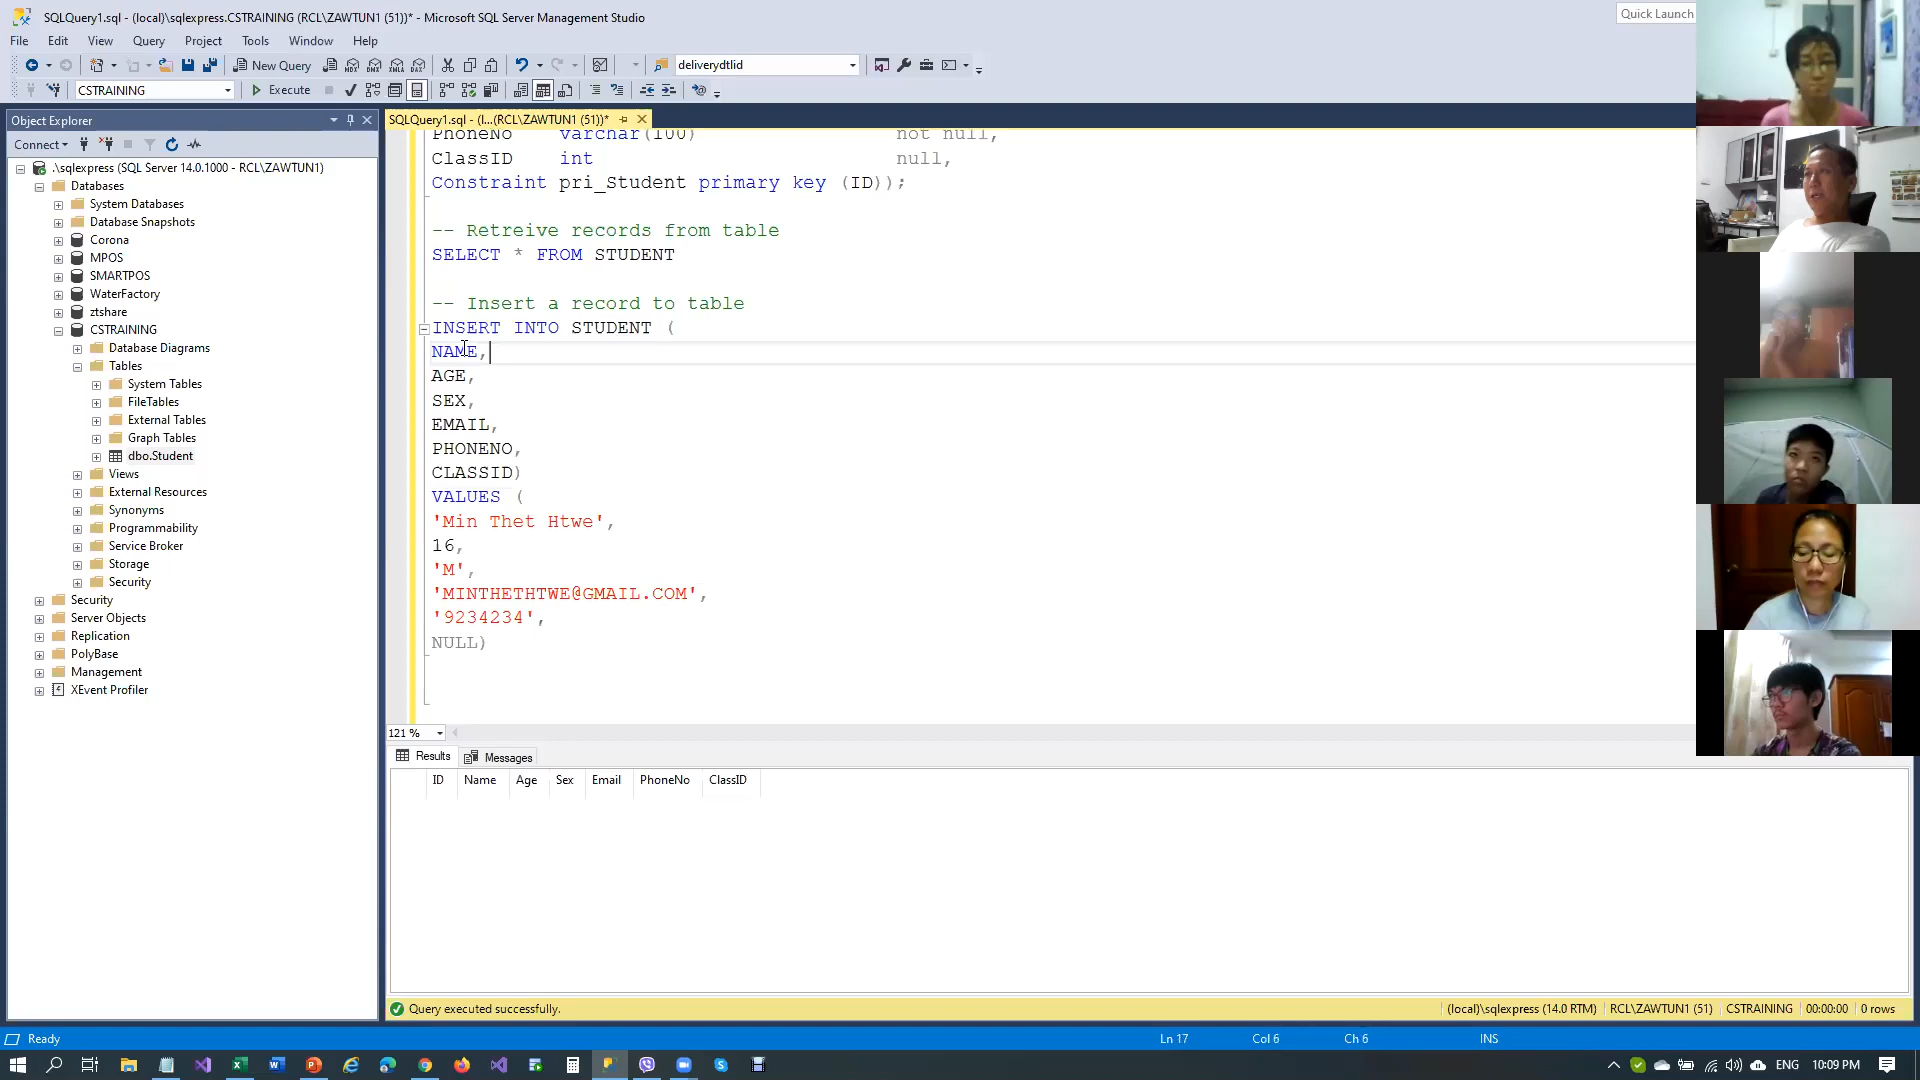 SQLQuery1.sql - (local)\sqlexpress.CSTRAINING (RCL\ZAWTUN1 (51))* - Microsoft SQL Server Management Studio
Quick Launch
File Edit View Query Project Tools Window Help
New Query
deliverydtlid
CSTRAINING
Execute
Object Explorer
Connect
.\sqlexpress (SQL Server 14.0.1000 - RCL\ZAWTUN1)
Databases
System Databases
Database Snapshots
Corona
MPOS
SMARTPOS
WaterFactory
ztshare
CSTRAINING
Database Diagrams
Tables
System Tables
FileTables
External Tables
Graph Tables
dbo.Student
Views
External Resources
Synonyms
Programmability
Service Broker
Storage
Security
Security
Server Objects
Replication
PolyBase
Management
XEvent Profiler
SQLQuery1.sql - (l...(RCL\ZAWTUN1 (51))*
PhoneNo varchar(100) not null,
ClassID int null,
Constraint pri_Student primary key (ID));
-- Retreive records from table
SELECT * FROM STUDENT
-- Insert a record to table
INSERT INTO STUDENT (
NAME,
AGE,
SEX,
EMAIL,
PHONENO,
CLASSID)
VALUES (
'Min Thet Htwe',
16,
'M',
'MINTHETHTWE@GMAIL.COM',
'9234234',
NULL)
121 %
Results Messages
ID Name Age Sex Email PhoneNo ClassID
Query executed successfully.
(local)\sqlexpress (14.0 RTM) RCL\ZAWTUN1 (51) CSTRAINING 00:00:00 0 rows
Ready
Ln 17 Col 6 Ch 6 INS
ENG 10:09 PM